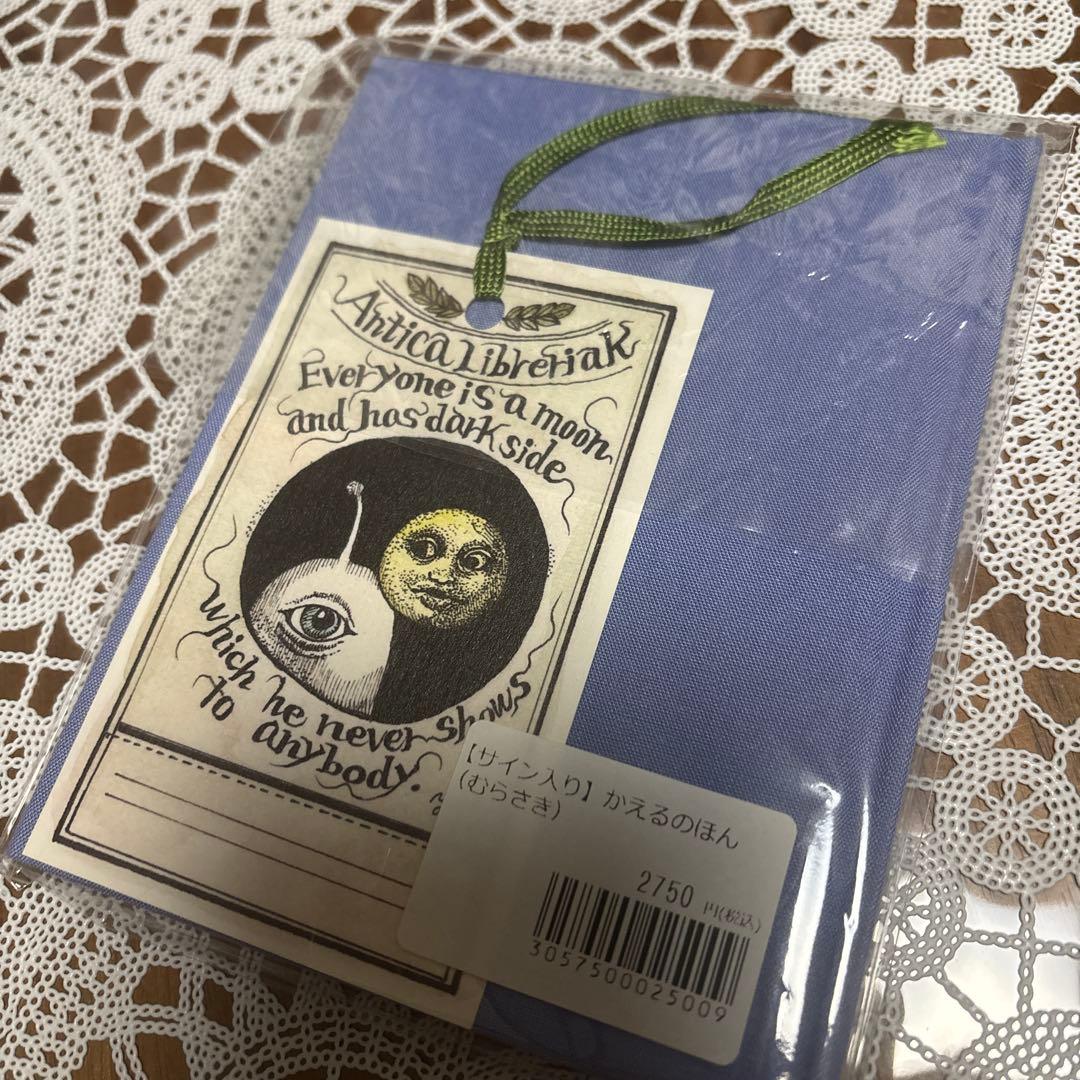 Antica LibreriaK
Everyone is a moon
and has dark side
which he never shows
to anybody.
【サイン入り】かえるのほん
(むらさき)
2750 円(税込)
3057500025009